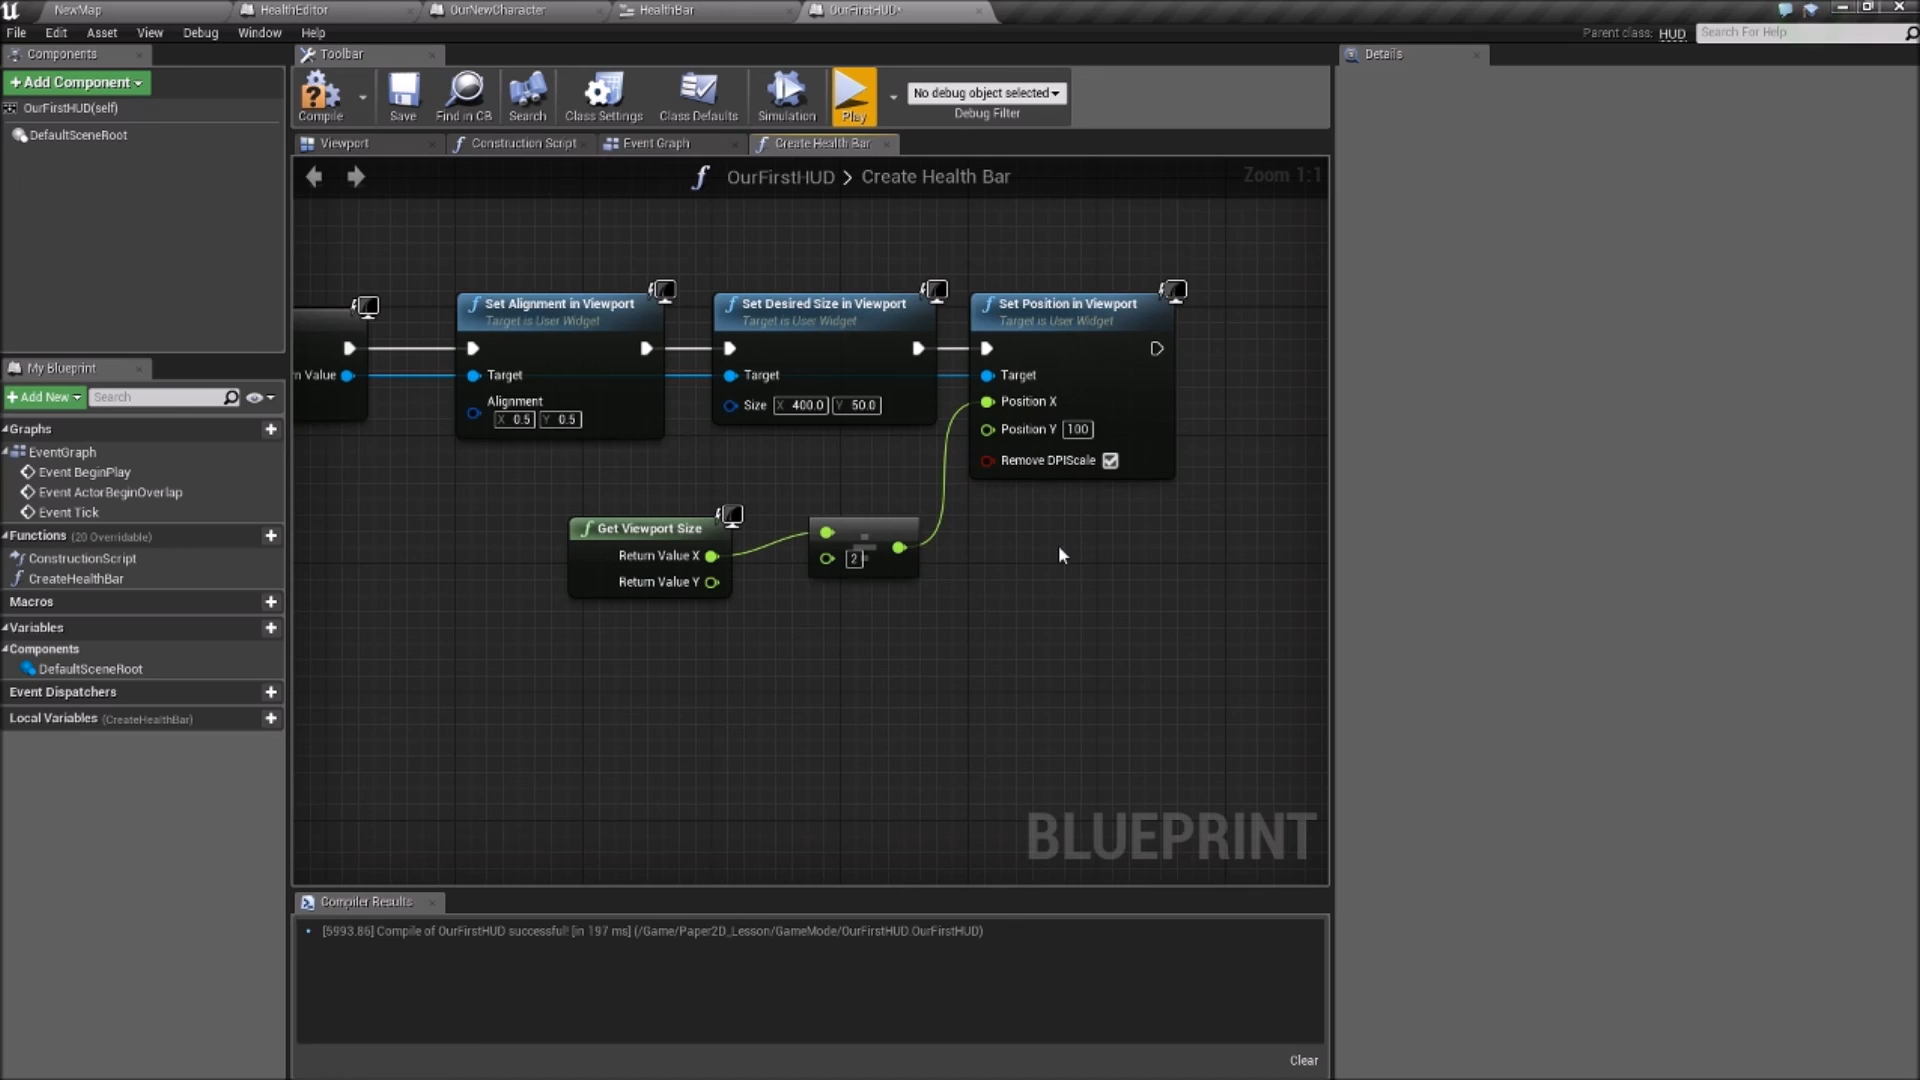 NewMap
HealthEditor
OurNewCharacter
HealthBar
OurFirstHUD*
File Edit Asset View Debug Window Help
Parent class: HUD
Search For Help
Components
Toolbar
Details
+ Add Component
OurFirstHUD(self)
DefaultSceneRoot
Compile
Save
Find in CB
Search
Class Settings
Class Defaults
Simulation
Play
No debug object selected
Debug Filter
Viewport
Construction Script
Event Graph
Create Health Bar
OurFirstHUD > Create Health Bar
Zoom 1:1
Set Alignment in Viewport
Target is User Widget
Target
Alignment
X 0.5 Y 0.5
Set Desired Size in Viewport
Target is User Widget
Target
Size X 400.0 Y 50.0
Set Position in Viewport
Target is User Widget
Target
Position X
Position Y 100
Remove DPIScale
n Value
Get Viewport Size
Return Value X
Return Value Y
2
BLUEPRINT
My Blueprint
+ Add New
Search
Graphs
EventGraph
Event BeginPlay
Event ActorBeginOverlap
Event Tick
Functions (20 Overridable)
ConstructionScript
CreateHealthBar
Macros
Variables
Components
DefaultSceneRoot
Event Dispatchers
Local Variables (CreateHealthBar)
Compiler Results
[5993.86] Compile of OurFirstHUD successful! [in 197 ms] (/Game/Paper2D_Lesson/GameMode/OurFirstHUD.OurFirstHUD)
Clear